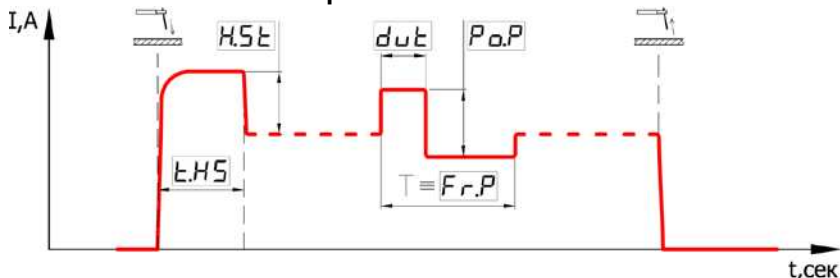 I,A
H.St
dut
Po.P
t.HS
T ≡ Fr.P
t,сек